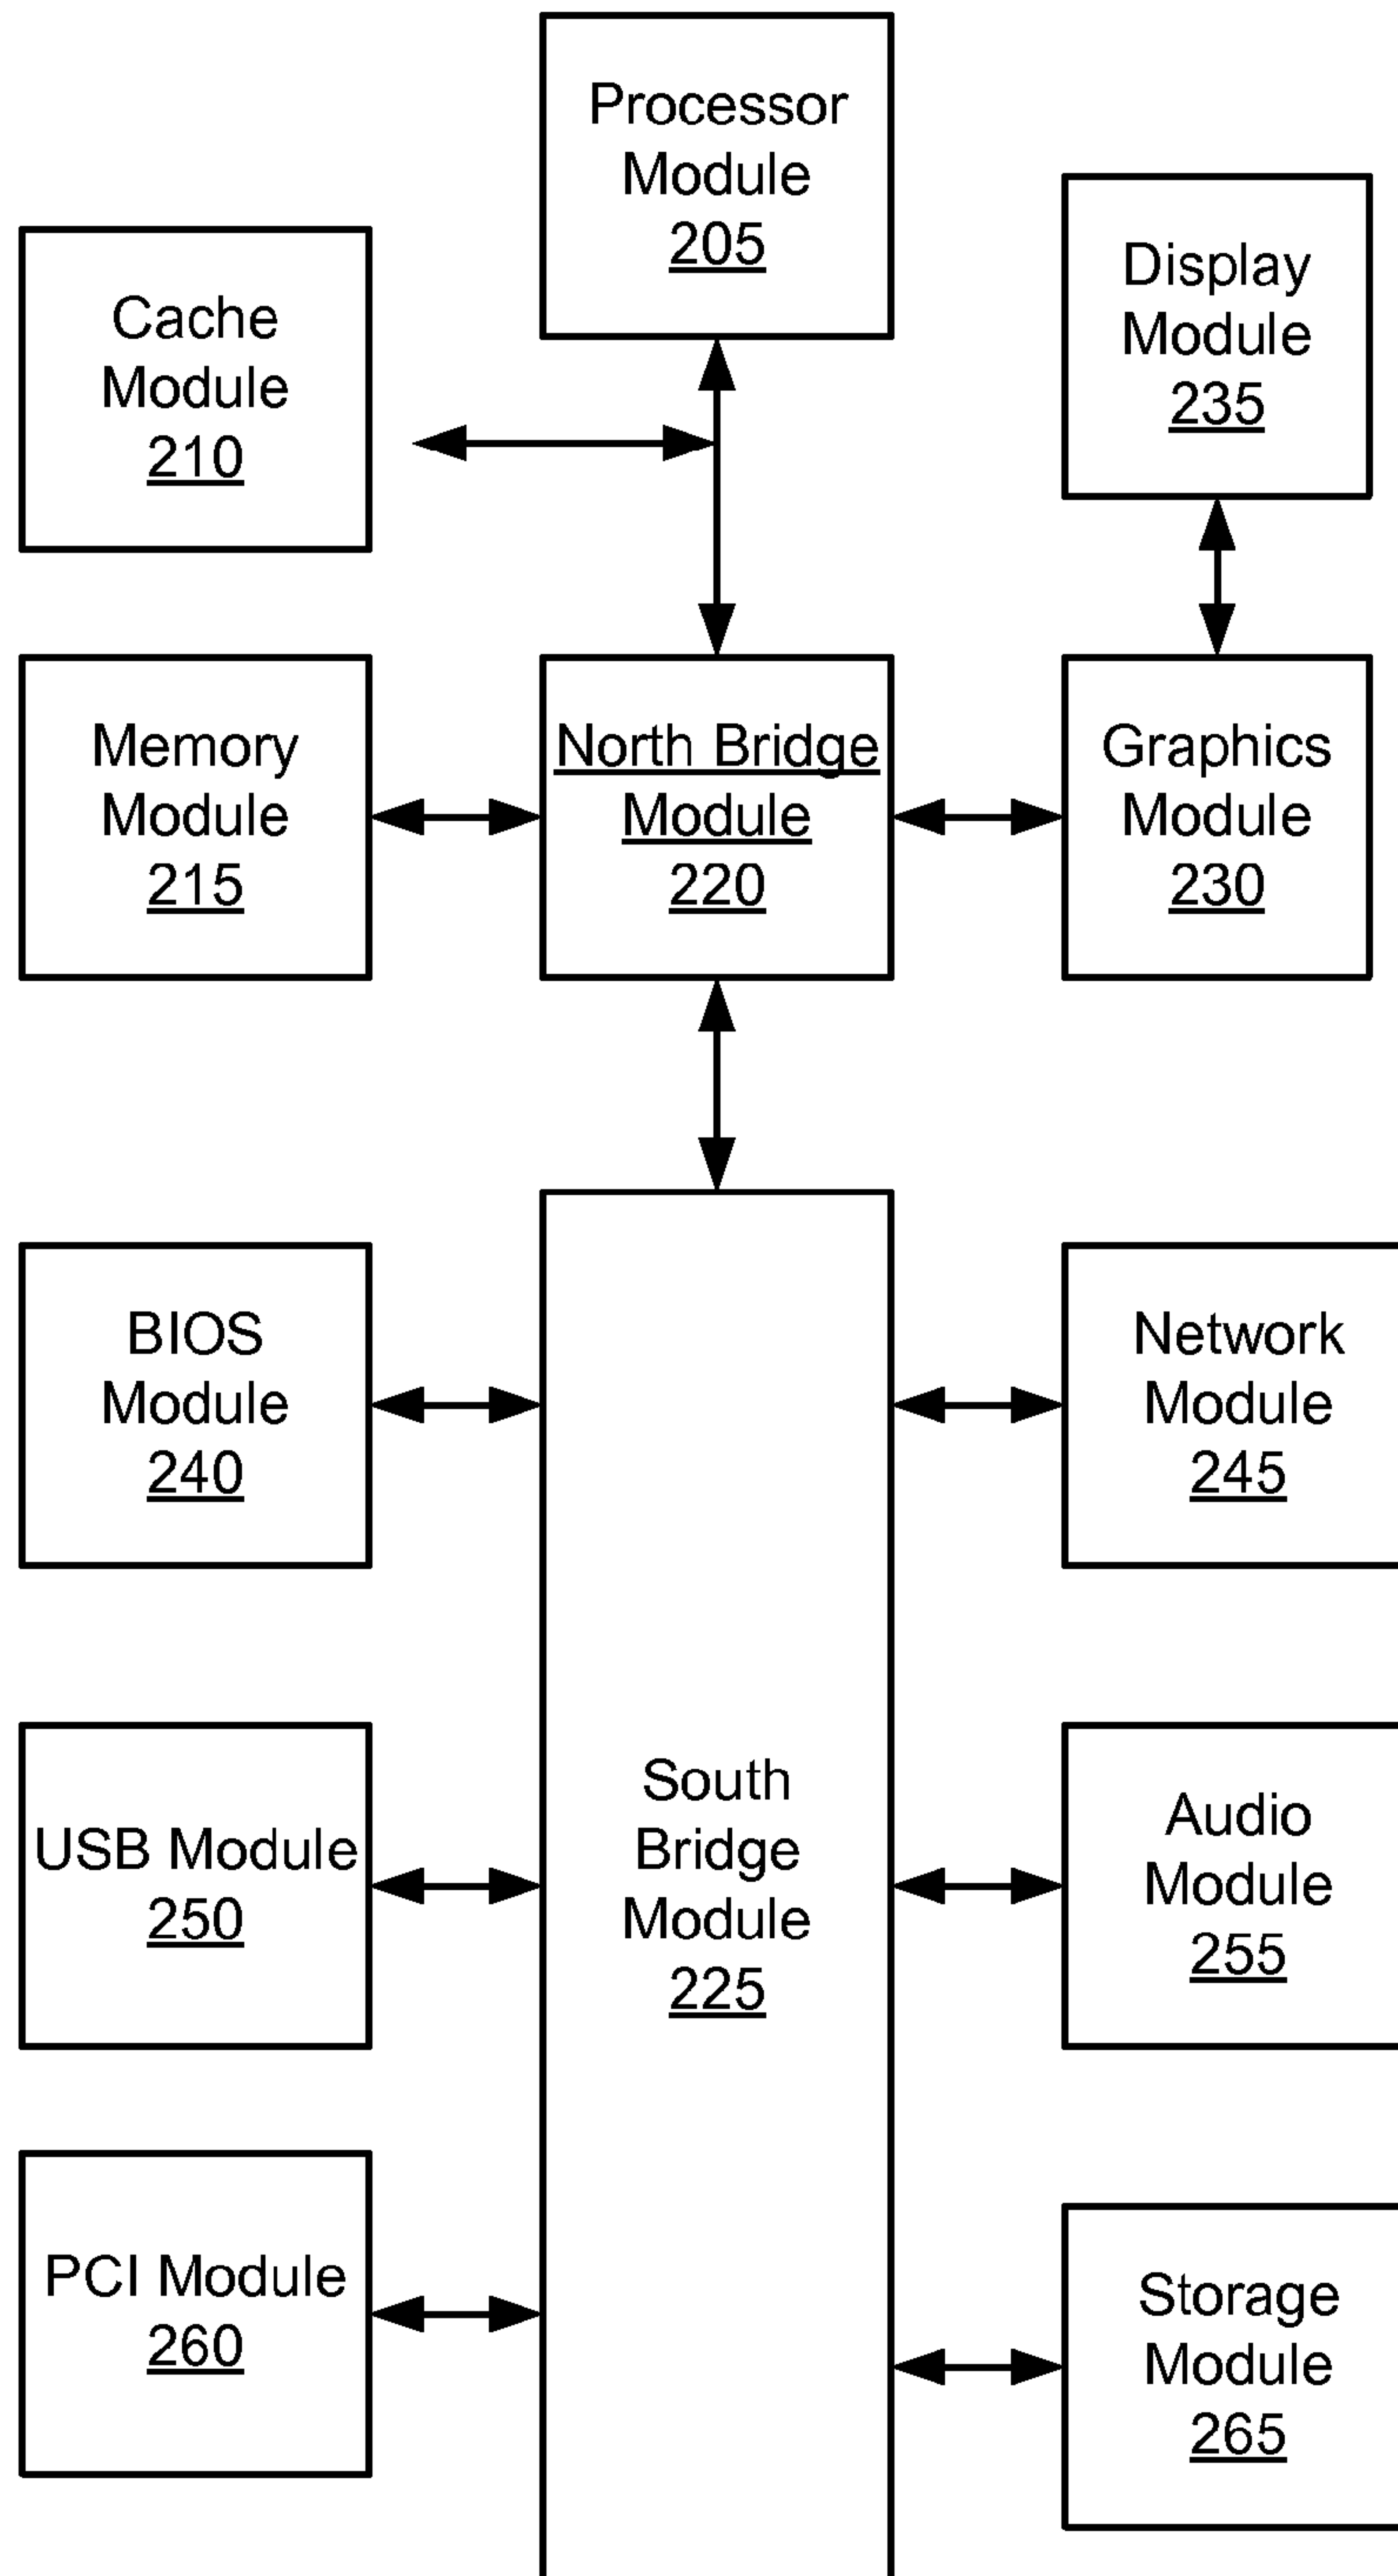 Processor
Module
205
Cache
Module
210
Display
Module
235
Memory
Module
215
North Bridge
Module
220
Graphics
Module
230
BIOS
Module
240
Network
Module
245
South
Bridge
Module
225
USB Module
250
Audio
Module
255
PCI Module
260
Storage
Module
265